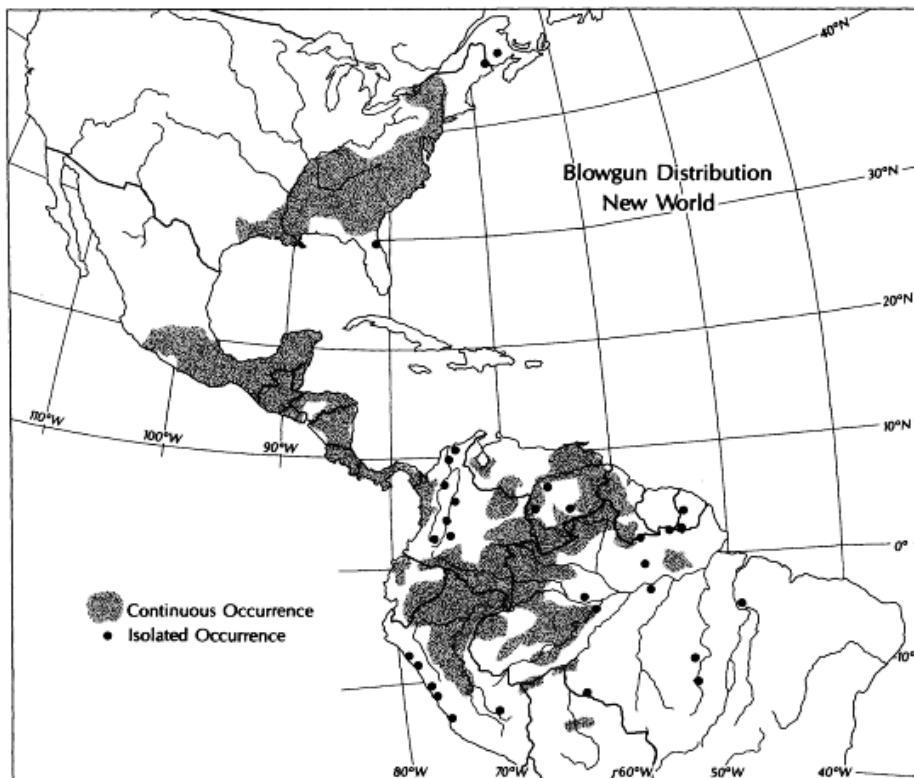 40°N
Blowgun Distribution
New World
30°N
20°N
110°W
100°W
90°W
10°N
0°
Continuous Occurrence
Isolated Occurrence
10°
80°W
70°W
60°W
50°W
40°W